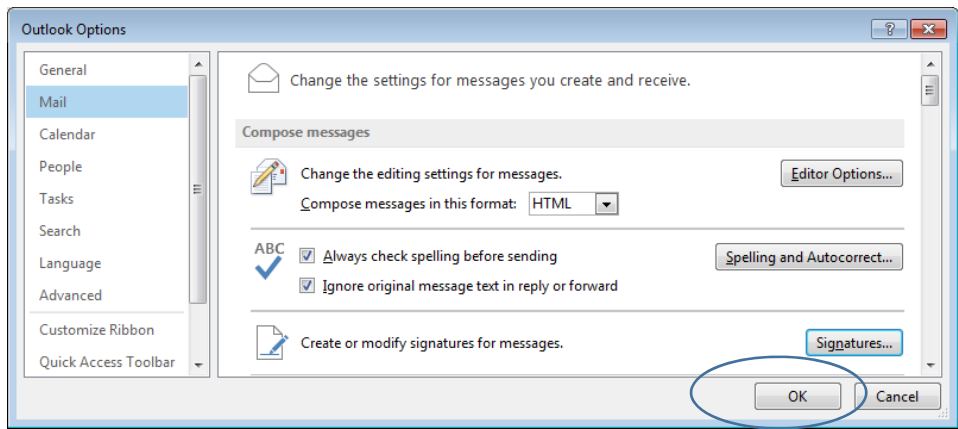 Outlook Options
General
Mail
Calendar
People
Tasks
Search
Language
Advanced
Customize Ribbon
Quick Access Toolbar
Change the settings for messages you create and receive.
Compose messages
Change the editing settings for messages.
Editor Options...
Compose messages in this format: HTML
ABC
Always check spelling before sending
Spelling and Autocorrect...
Ignore original message text in reply or forward
Create or modify signatures for messages.
Signatures...
OK
Cancel